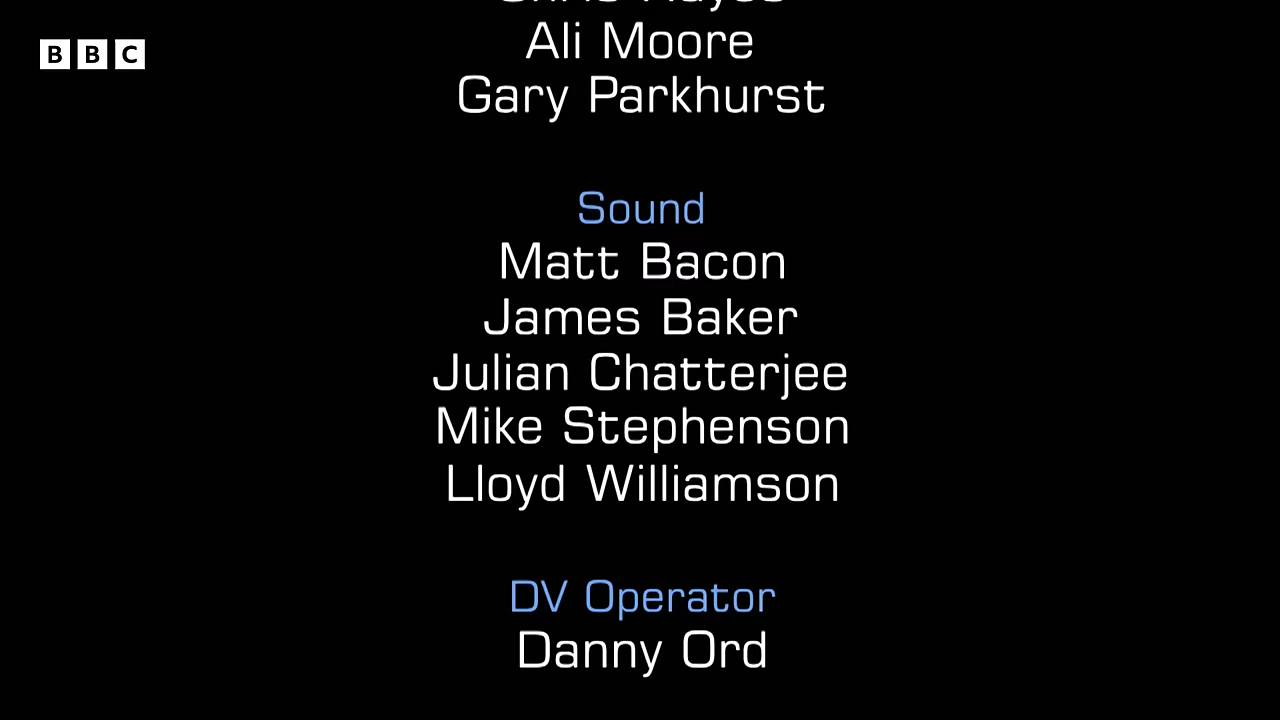 BBC
Ali Moore
Gary Parkhurst
Sound
Matt Bacon
James Baker
Julian Chatterjee
Mike Stephenson
Lloyd Williamson
DV Operator
Danny Ord